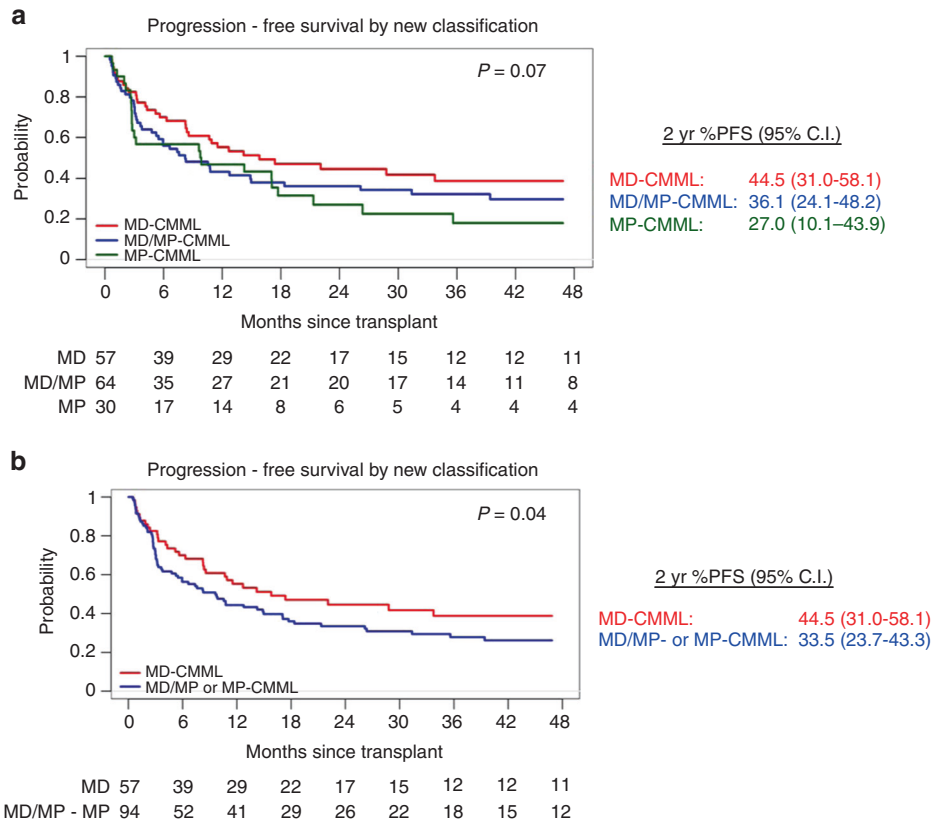 a
Progression - free survival by new classification
P = 0.07
Probability
1
0.8
0.6
0.4
0.2
0
MD-CMML
MD/MP-CMML
MP-CMML
0 6 12 18 24 30 36 42 48
Months since transplant
2 yr %PFS (95% C.I.)
MD-CMML: 44.5 (31.0-58.1)
MD/MP-CMML: 36.1 (24.1-48.2)
MP-CMML: 27.0 (10.1–43.9)
MD 57 39 29 22 17 15 12 12 11
MD/MP 64 35 27 21 20 17 14 11 8
MP 30 17 14 8 6 5 4 4 4
b
Progression - free survival by new classification
P = 0.04
Probability
1
0.8
0.6
0.4
0.2
0
MD-CMML
MD/MP or MP-CMML
0 6 12 18 24 30 36 42 48
Months since transplant
2 yr %PFS (95% C.I.)
MD-CMML: 44.5 (31.0-58.1)
MD/MP- or MP-CMML: 33.5 (23.7-43.3)
MD 57 39 29 22 17 15 12 12 11
MD/MP - MP 94 52 41 29 26 22 18 15 12